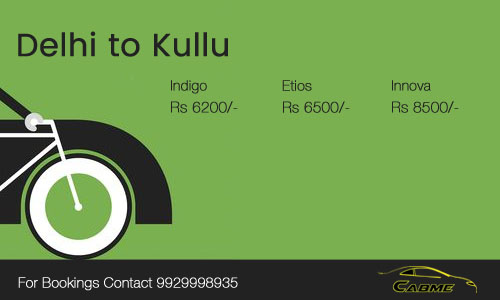 Delhi to Kullu
Indigo Etios Innova
Rs 6200/- Rs 6500/- Rs 8500/-
For Bookings Contact 9929998935
CABME